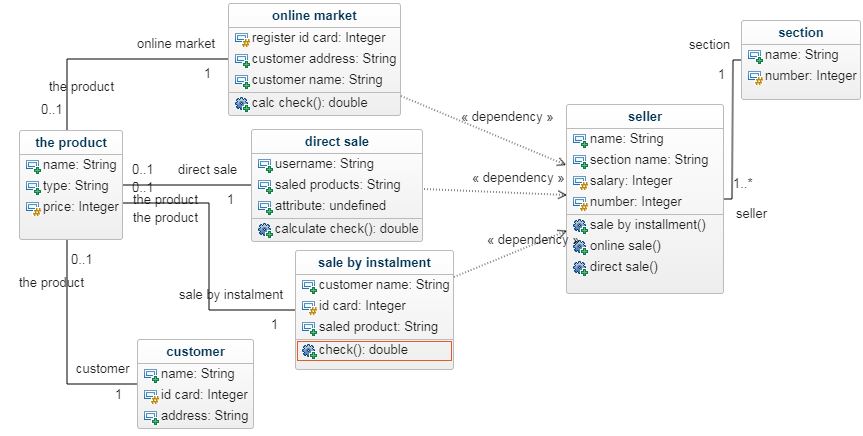 online market
register id card: Integer
customer address: String
customer name: String
calc check(): double
section
name: String
number: Integer
online market
1
the product
0..1
section
1
« dependency »
seller
name: String
section name: String
salary: Integer
number: Integer
sale by installment()
online sale()
direct sale()
1..*
seller
the product
name: String
type: String
price: Integer
0..1
direct sale
0..1
the product
1
the product
direct sale
username: String
saled products: String
attribute: undefined
calculate check(): double
« dependency »
« dependency »
0..1
the product
sale by instalment
1
sale by instalment
customer name: String
id card: Integer
saled product: String
check(): double
customer
1
customer
name: String
id card: Integer
address: String